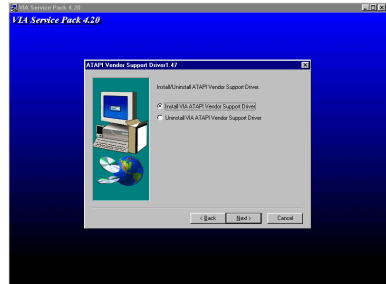 VIA Service Pack 4.20
VIA Service Pack 4.20
ATAPI Vendor Support Driver1.47
Install/Uninstall ATAPI Vendor Support Driver.
Install VIA ATAPI Vendor Support Driver
Uninstall VIA ATAPI Vendor Support Driver
< Back
Next >
Cancel